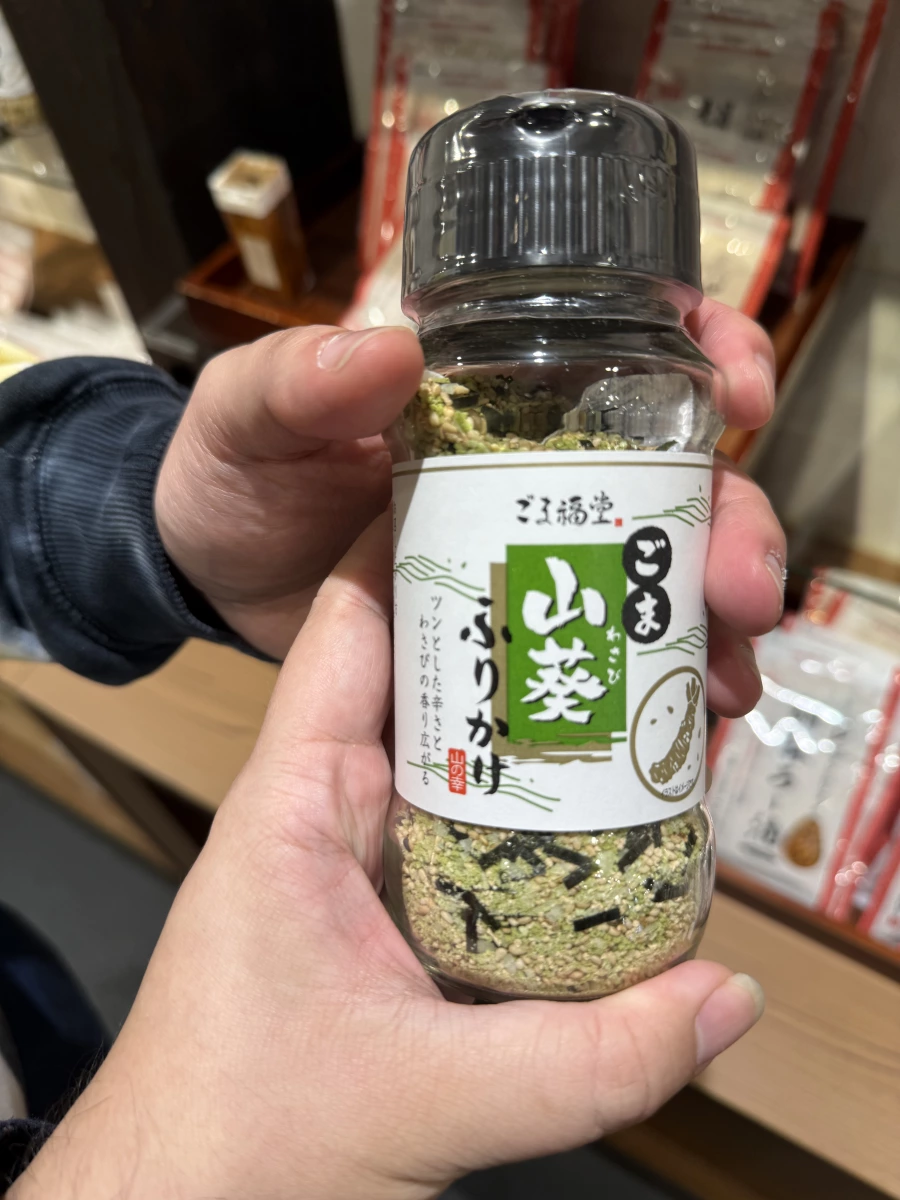 ごま福堂
ごま
山葵
わさび
ふりかけ
山の幸
ツンとした辛さと
わさびの香り広がる